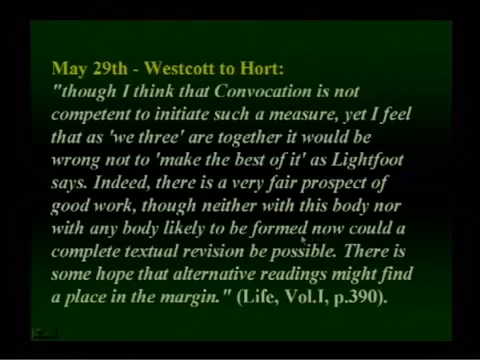 May 29th - Westcott to Hort:
"though I think that Convocation is not
competent to initiate such a measure, yet I feel
that as 'we three' are together it would be
wrong not to 'make the best of it' as Lightfoot
says. Indeed, there is a very fair prospect of
good work, though neither with this body nor
with any body likely to be formed now could a
complete textual revision be possible. There is
some hope that alternative readings might find
a place in the margin." (Life, Vol.I, p.390).